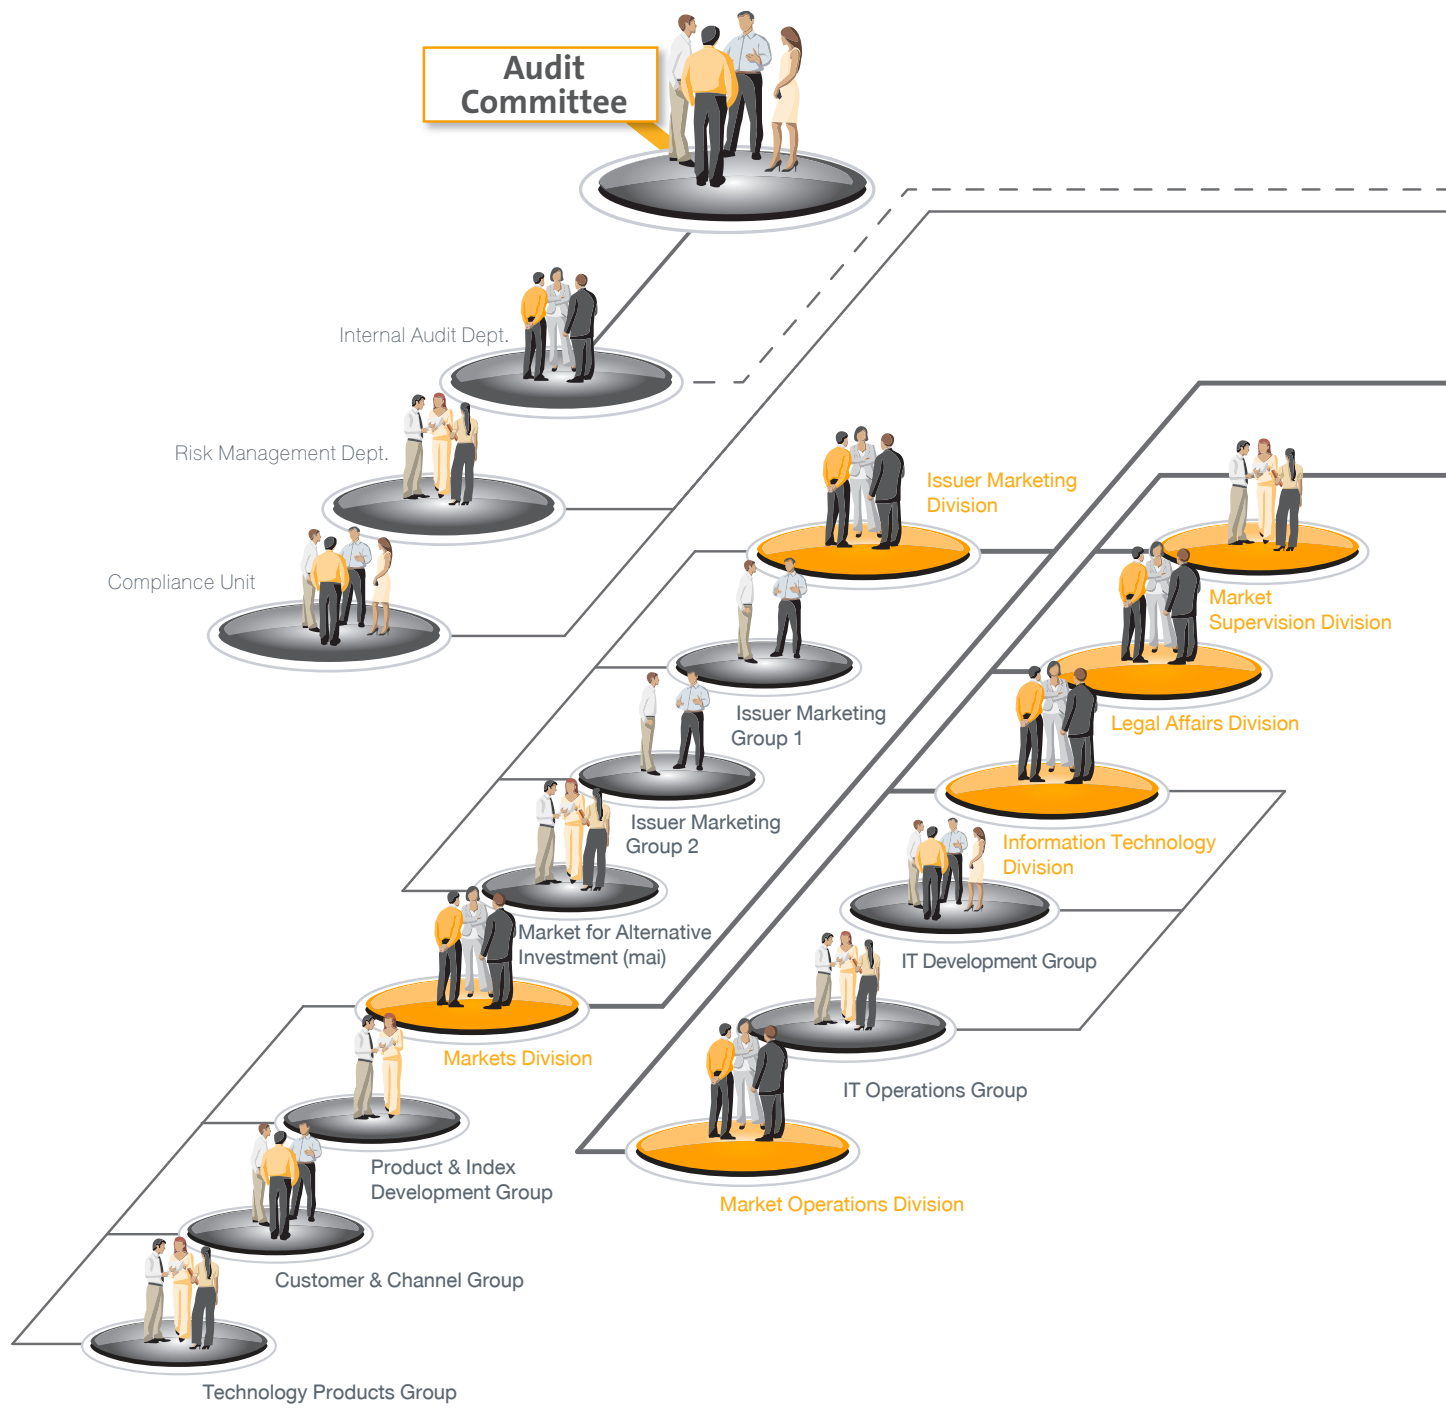 Audit
Committee
Internal Audit Dept.
Risk Management Dept.
Compliance Unit
Issuer Marketing
Division
Market
Supervision Division
Issuer Marketing
Group 1
Legal Affairs Division
Issuer Marketing
Group 2
Information Technology
Division
Market for Alternative
Investment (mai)
IT Development Group
Markets Division
IT Operations Group
Product & Index
Development Group
Market Operations Division
Customer & Channel Group
Technology Products Group